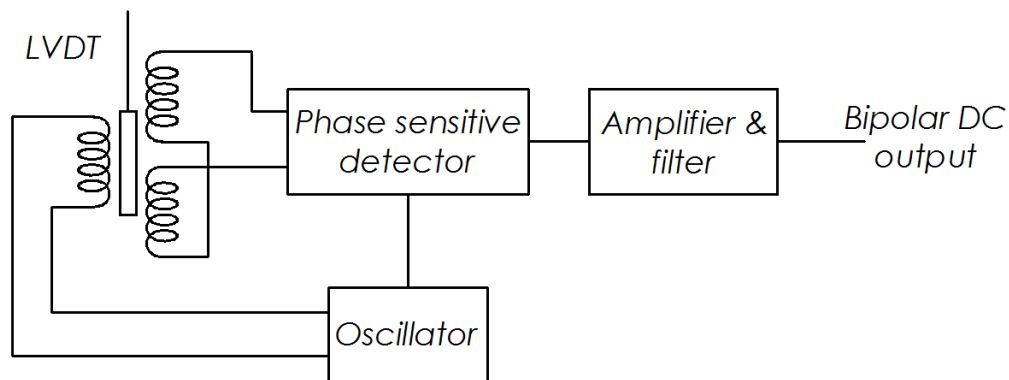 LVDT
Phase sensitive
detector
Amplifier &
filter
Bipolar DC
output
Oscillator